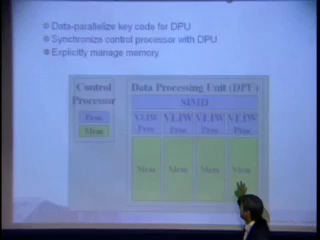 Data-parallelize key code for DPU
Synchronize control processor with DPU
Explicitly manage memory
Control
Processor
Proc
Mem
Data Processing Unit (DPU)
SIMD
VLIW VLIW VLIW VLIW
Proc Proc Proc Proc
Mem Mem Mem Mem